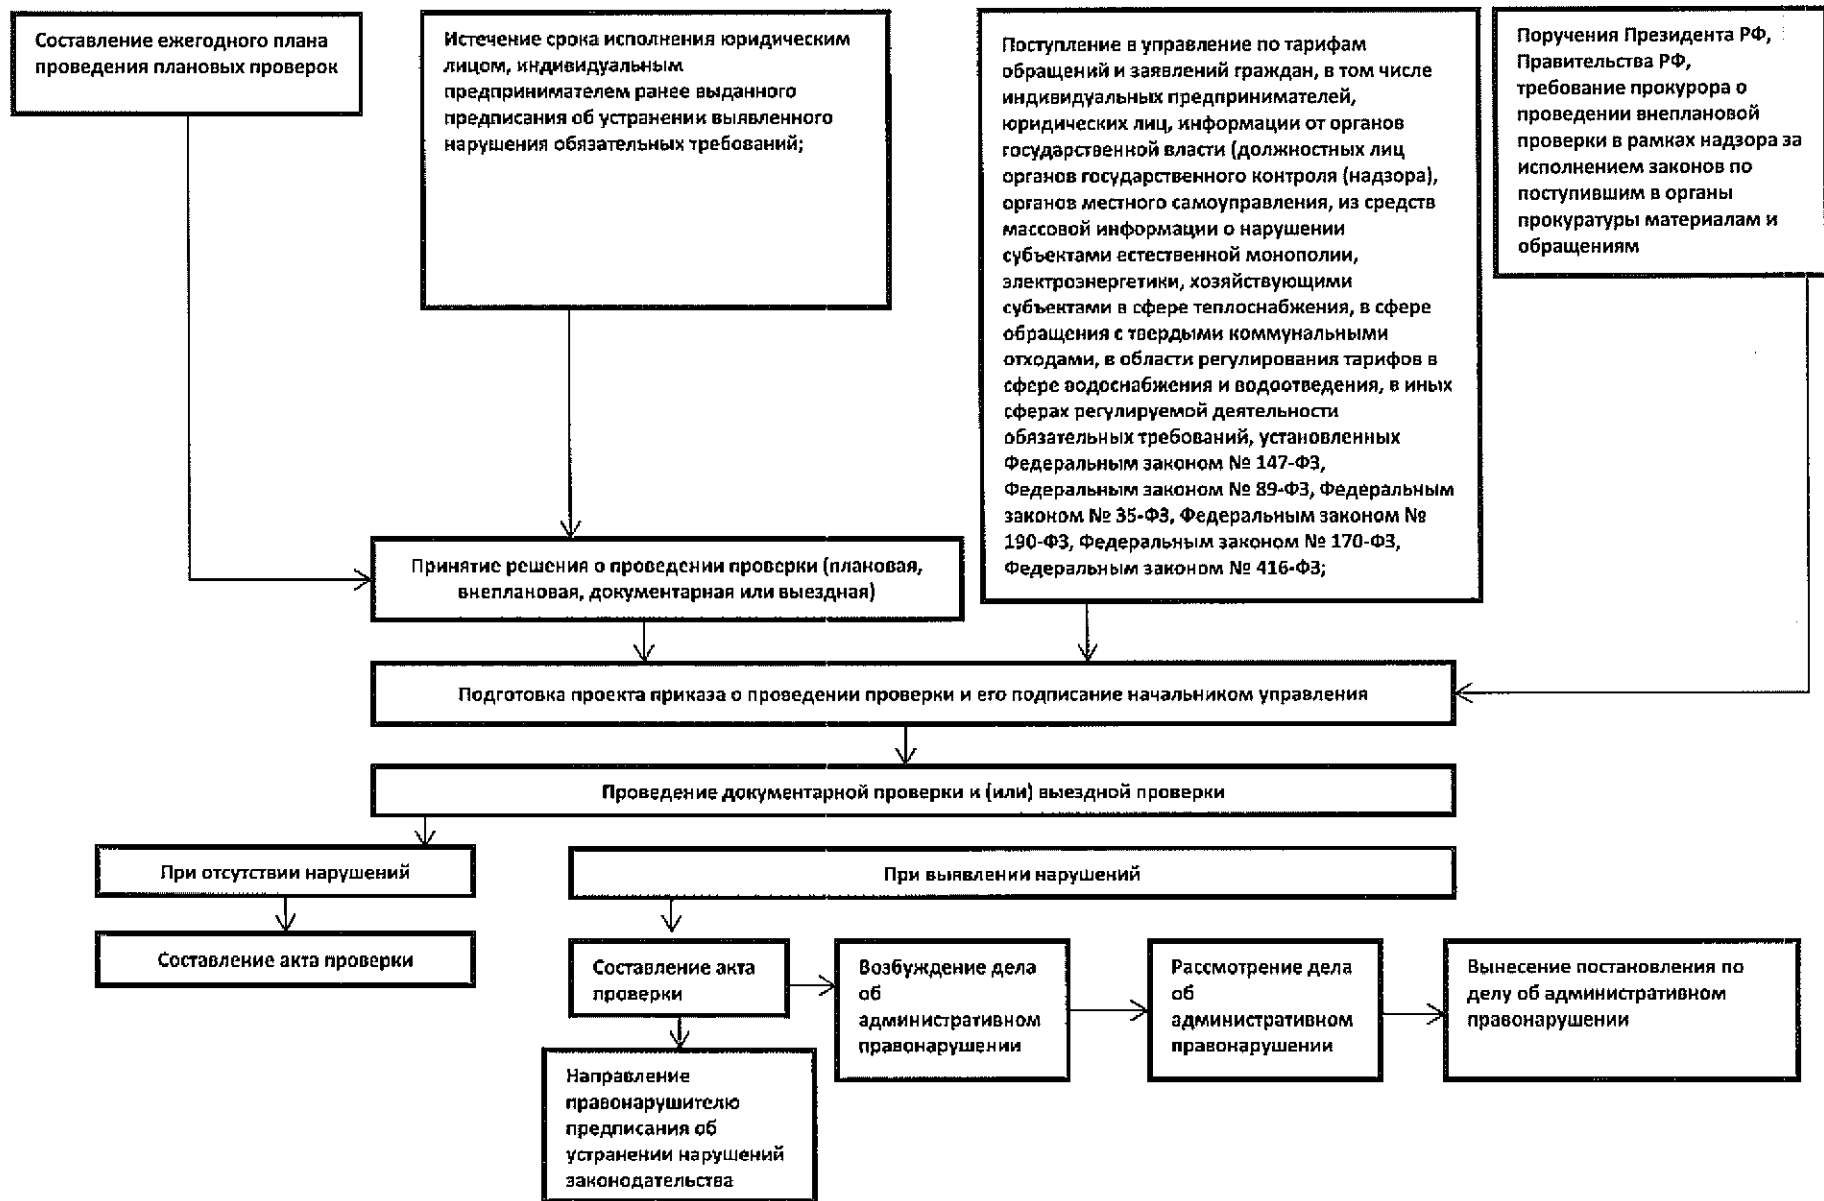 Составление ежегодного плана
проведения плановых проверок
Истечение срока исполнения юридическим
лицом, индивидуальным
предпринимателем ранее выданного
предписания об устранении выявленного
нарушения обязательных требований;
Поступление в управление по тарифам
обращений и заявлений граждан, в том числе
индивидуальных предпринимателей,
юридических лиц, информации от органов
государственной власти (должностных лиц
органов государственного контроля (надзора),
органов местного самоуправления, из средств
массовой информации о нарушении
субъектами естественной монополии,
электроэнергетики, хозяйствующими
субъектами в сфере теплоснабжения, в сфере
обращения с твердыми коммунальными
отходами, в области регулирования тарифов в
сфере водоснабжения и водоотведения, в иных
сферах регулируемой деятельности
обязательных требований, установленных
Федеральным законом № 147-ФЗ,
Федеральным законом № 89-ФЗ, Федеральным
законом № 35-ФЗ, Федеральным законом №
190-ФЗ, Федеральным законом № 170-ФЗ,
Федеральным законом № 416-ФЗ;
Поручения Президента РФ,
Правительства РФ,
требование прокурора о
проведении внеплановой
проверки в рамках надзора за
исполнением законов по
поступившим в органы
прокуратуры материалам и
обращениям
Принятие решения о проведении проверки (плановая,
внеплановая, документарная или выездная)
Подготовка проекта приказа о проведении проверки и его подписание начальником управления
Проведение документарной проверки и (или) выездной проверки
При отсутствии нарушений
При выявлении нарушений
Составление акта проверки
Составление акта
проверки
Возбуждение дела
об
административном
правонарушении
Рассмотрение дела
об
административном
правонарушении
Вынесение постановления по
делу об административном
правонарушении
Направление
правонарушителю
предписания об
устранении нарушений
законодательства